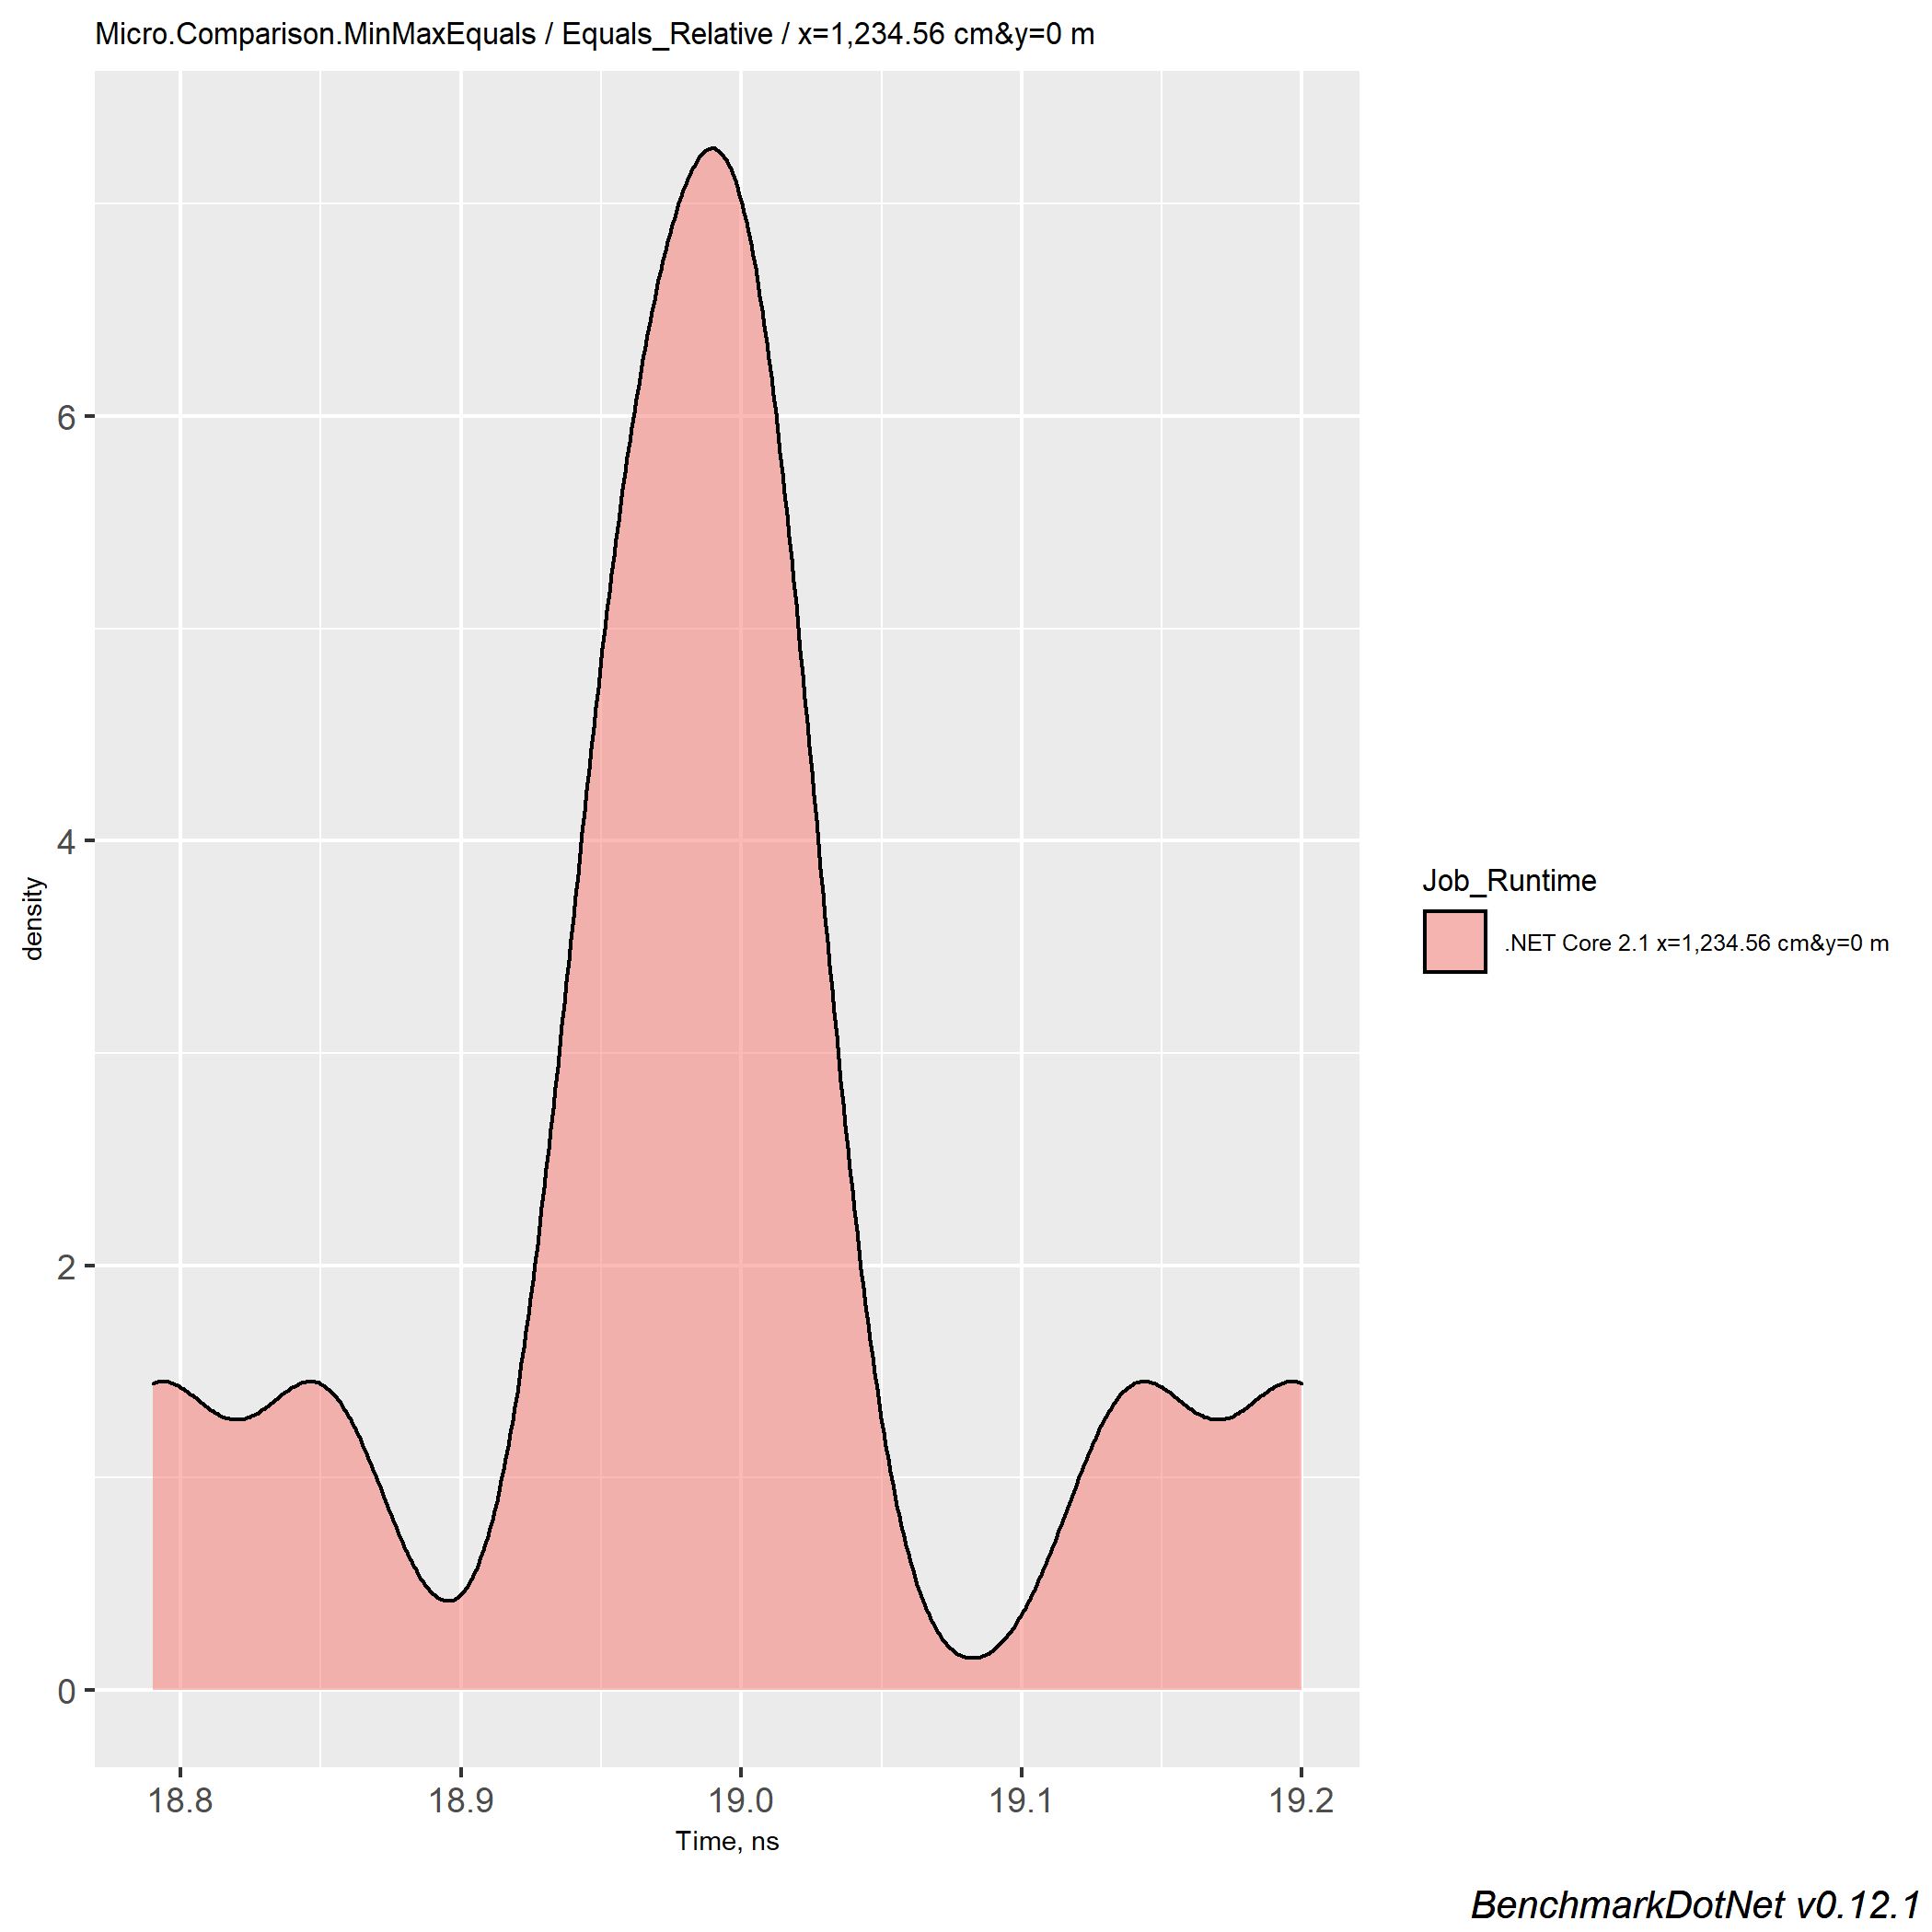 Micro.Comparison.MinMaxEquals / Equals_Relative / x=1,234.56 cm&y=0 m
6
4
2
0
density
18.8 18.9 19.0 19.1 19.2
Time, ns
Job_Runtime
.NET Core 2.1 x=1,234.56 cm&y=0 m
BenchmarkDotNet v0.12.1